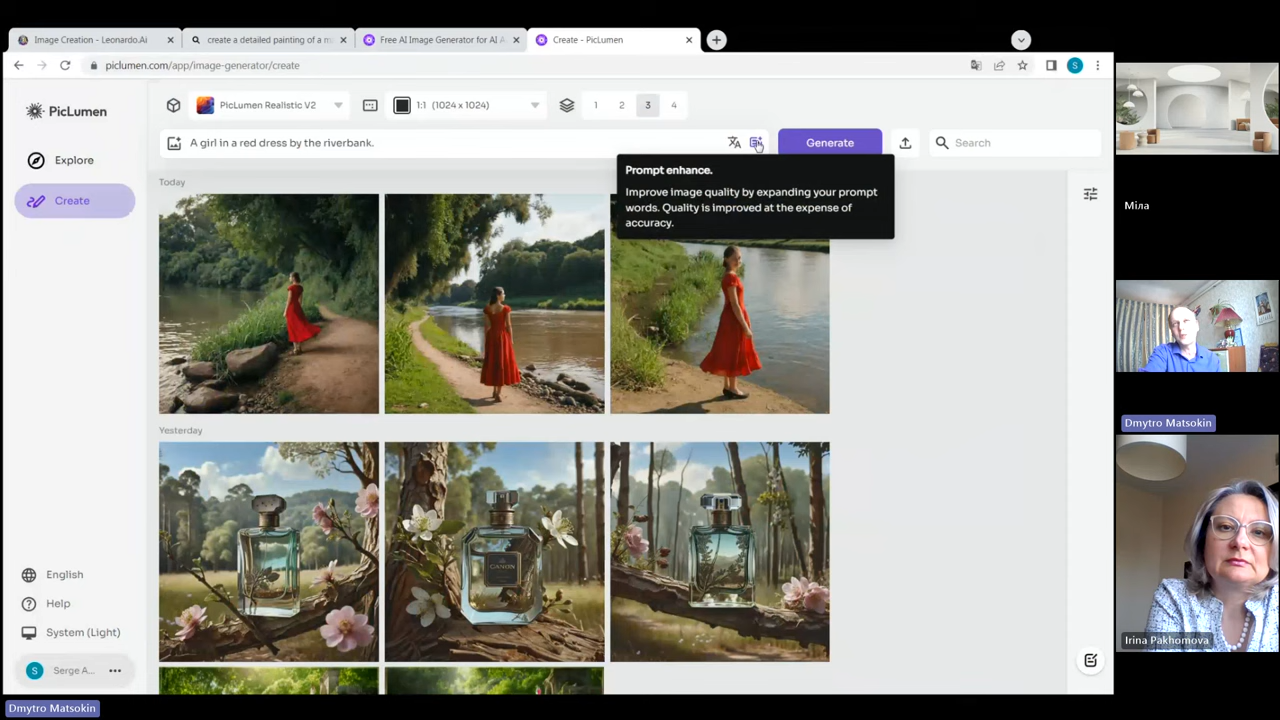 Image Creation - Leonardo.Ai
create a detailed painting of a m
Free AI Image Generator for AI A
Create - PicLumen
piclumen.com/app/image-generator/create
S
PicLumen
PicLumen Realistic V2
1:1 (1024 x 1024)
1
2
3
4
Explore
A girl in a red dress by the riverbank.
Generate
Search
Create
Prompt enhance.
Improve image quality by expanding your prompt
words. Quality is improved at the expense of
accuracy.
Today
Yesterday
English
Help
System (Light)
S
Serge A...
Міла
Dmytro Matsokin
Irina Pakhomova
Dmytro Matsokin